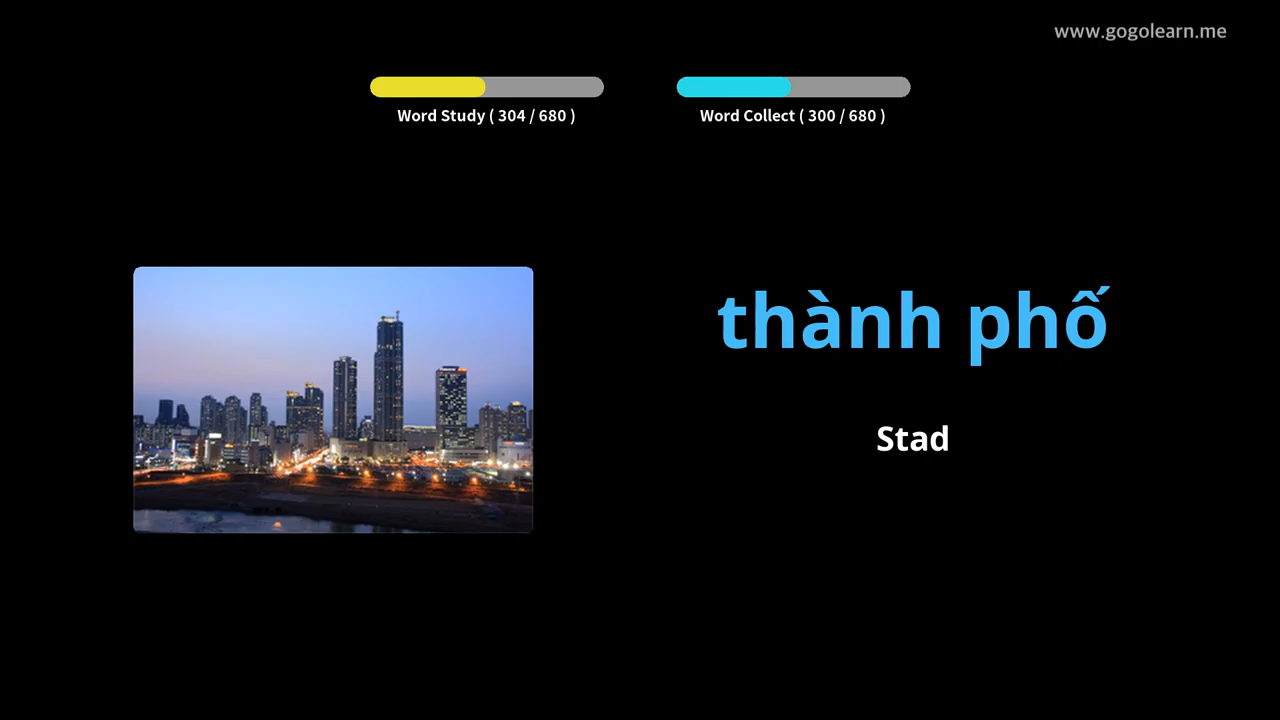 www.gogolearn.me
Word Study ( 304 / 680 )
Word Collect ( 300 / 680 )
thành phố
Stad